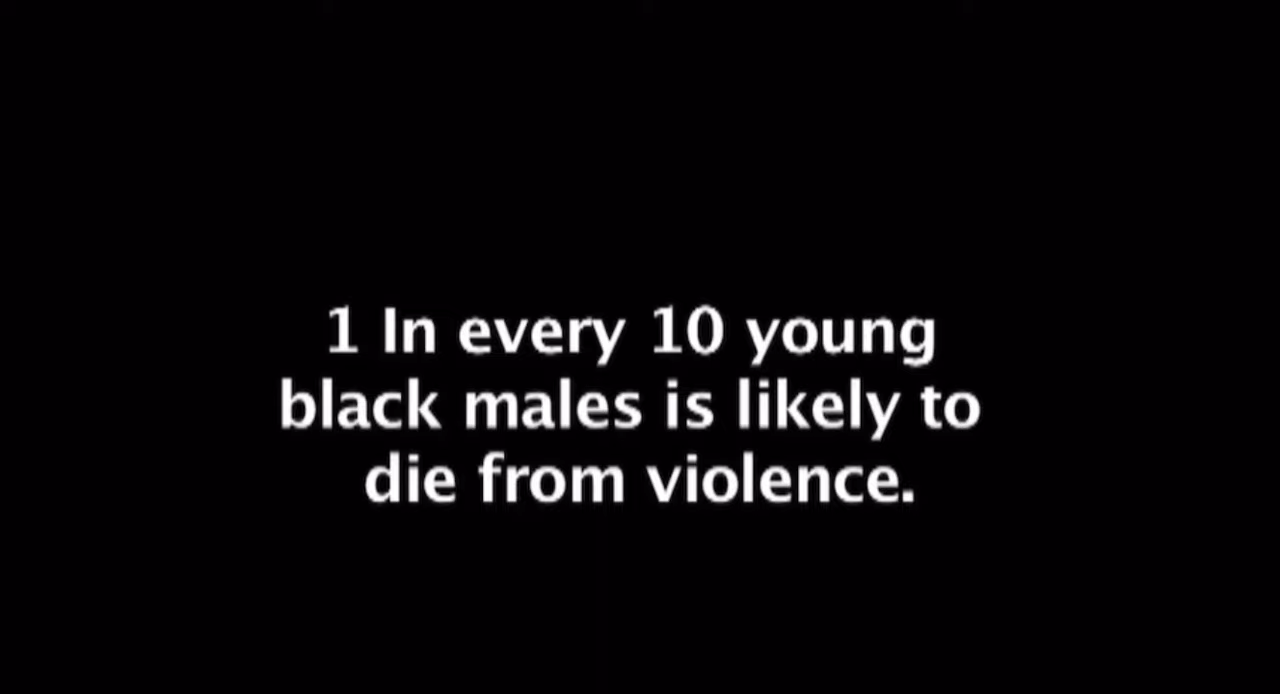 1 In every 10 young
black males is likely to
die from violence.